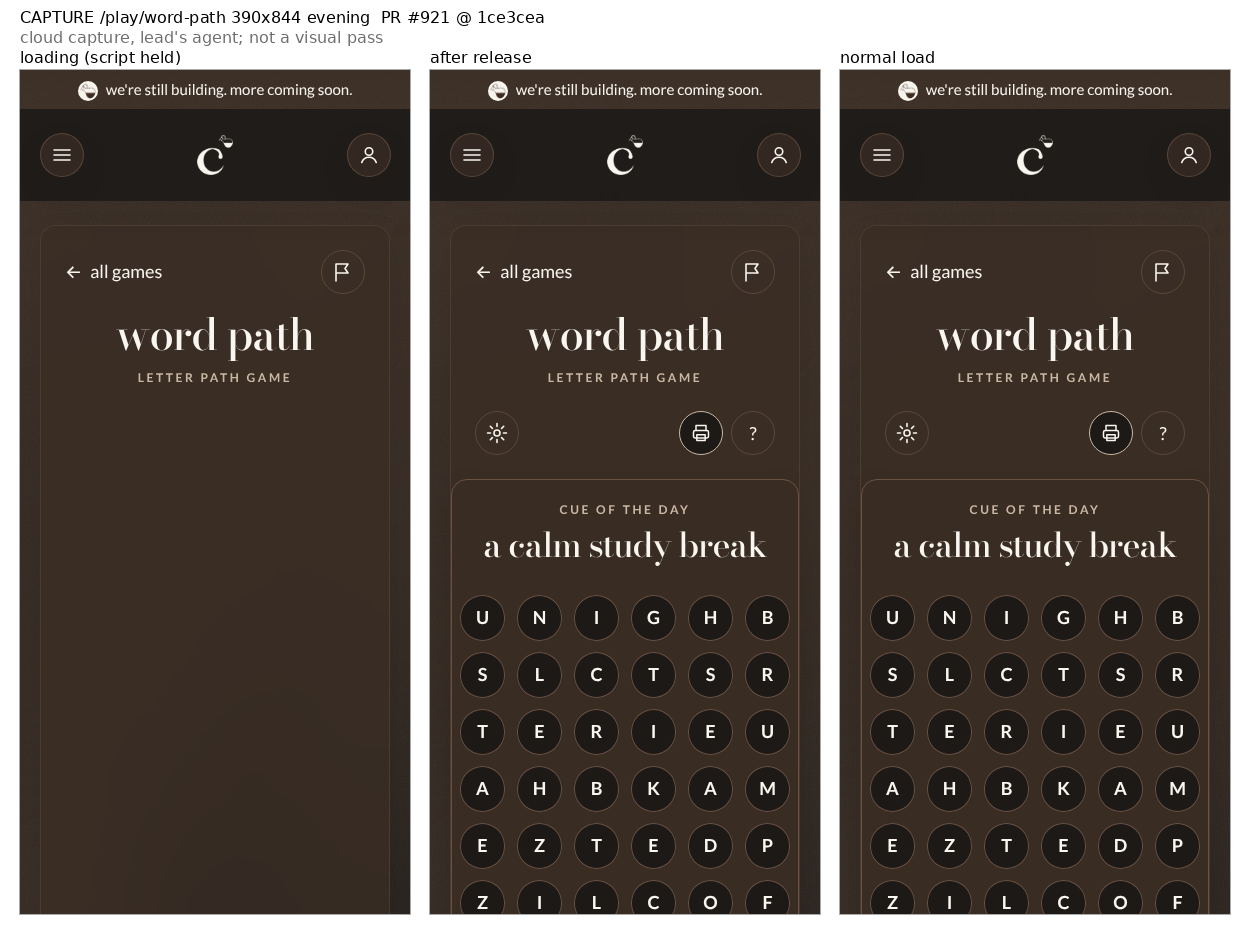 CAPTURE /play/word-path 390x844 evening PR #921 @ 1ce3cea
cloud capture, lead's agent; not a visual pass
loading (script held)
we're still building. more coming soon.
c
← all games
word path
LETTER PATH GAME
after release
we're still building. more coming soon.
c
← all games
word path
LETTER PATH GAME
?
CUE OF THE DAY
a calm study break
U N I G H B
S L C T S R
T E R I E U
A H B K A M
E Z T E D P
Z I L C O F
normal load
we're still building. more coming soon.
c
← all games
word path
LETTER PATH GAME
?
CUE OF THE DAY
a calm study break
U N I G H B
S L C T S R
T E R I E U
A H B K A M
E Z T E D P
Z I L C O F